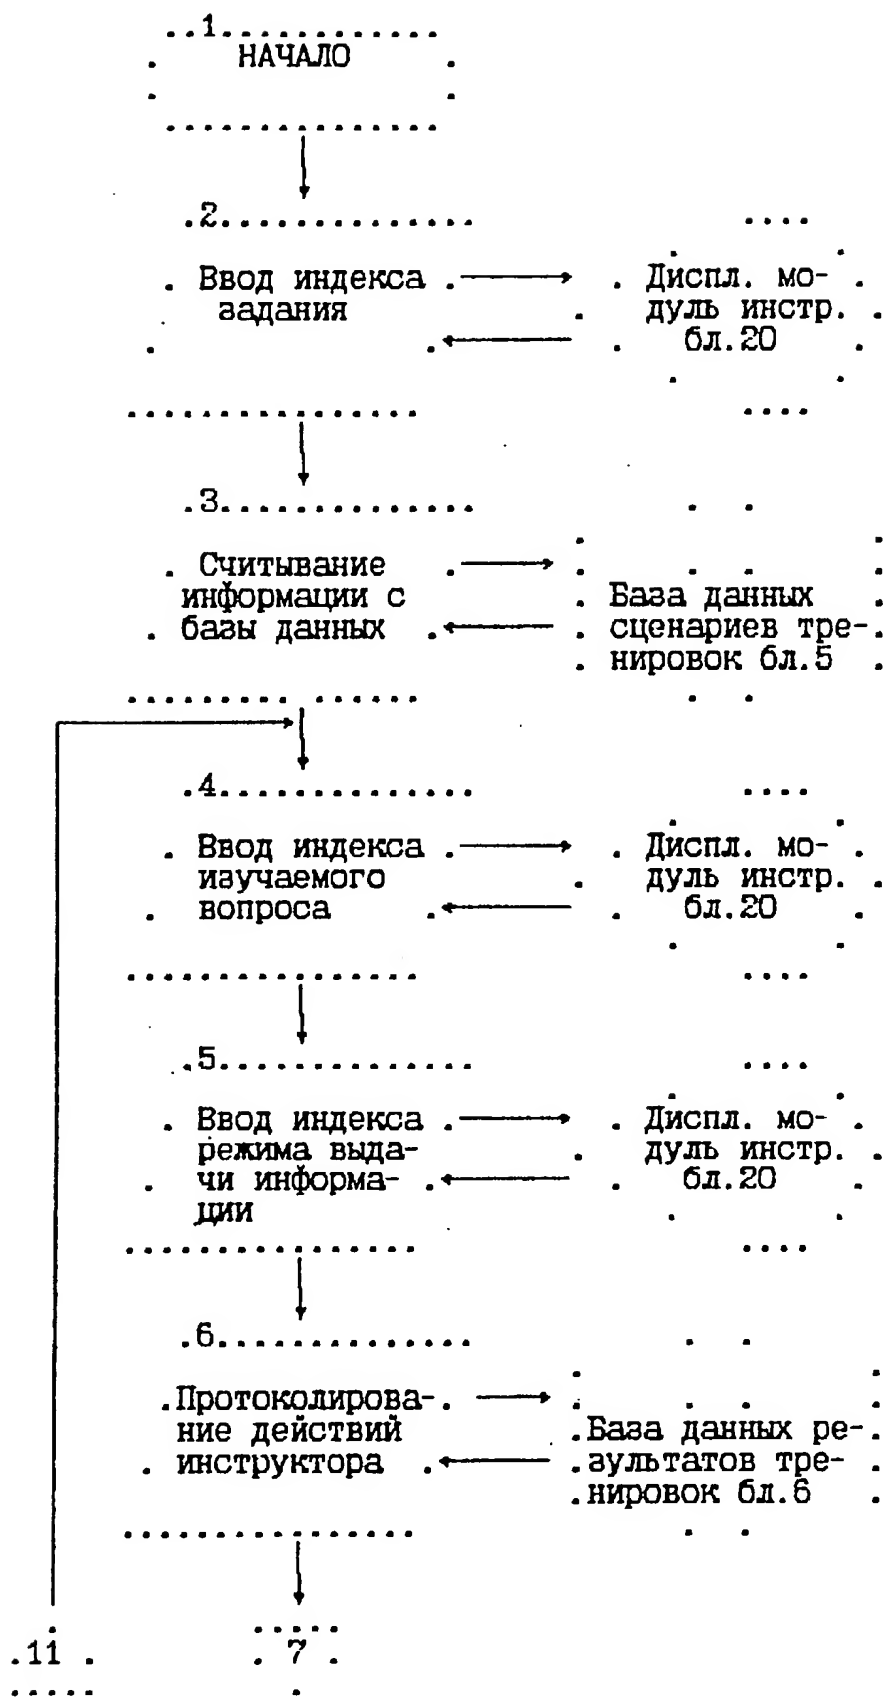 1
НАЧАЛО
2
Ввод индекса
задания
Диспл. мо-
дуль инстр.
бл.20
3
Считывание
информации с
базы данных
База данных
сценариев тре-
нировок бл.5
4
Ввод индекса
изучаемого
вопроса
Диспл. мо-
дуль инстр.
бл.20
5
Ввод индекса
режима выда-
чи информа-
ции
Диспл. мо-
дуль инстр.
бл.20
6
Протоколирова-
ние действий
инструктора
База данных ре-
зультатов тре-
нировок бл.6
11
7